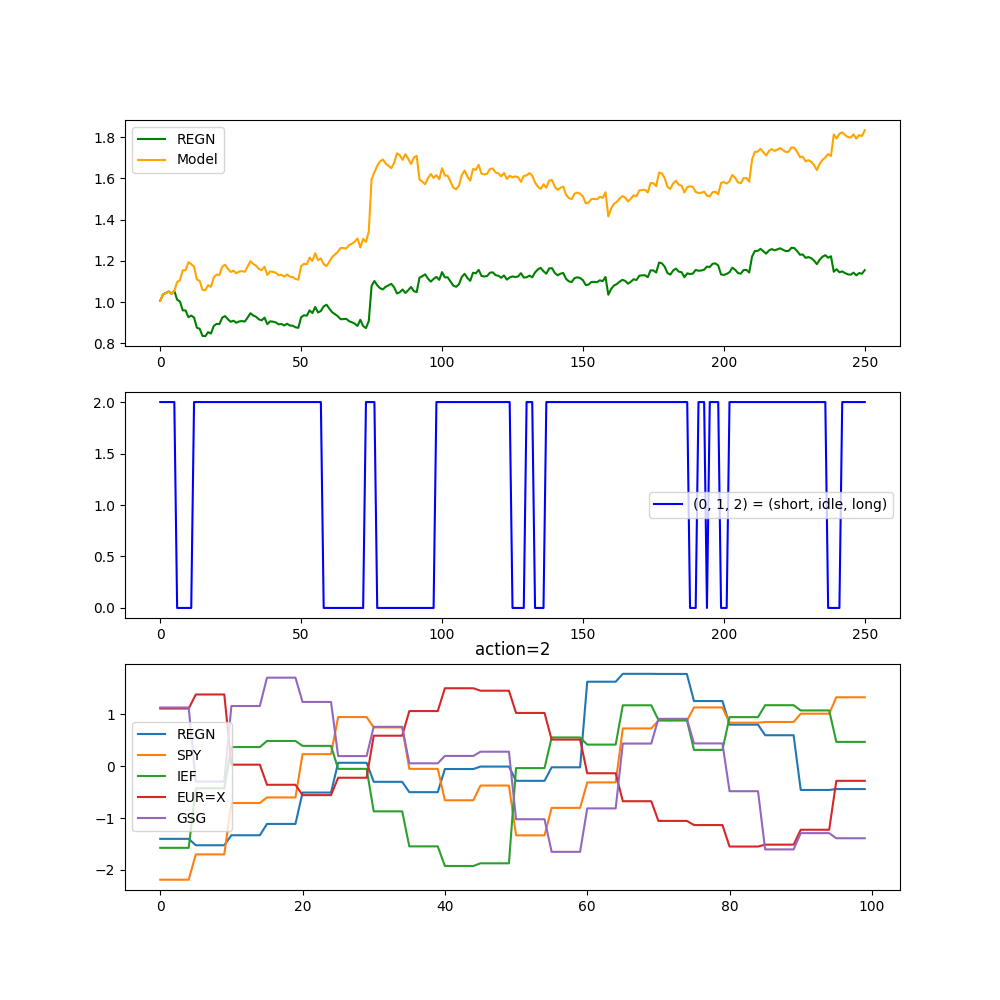 REGN
Model
1.8
1.6
1.4
1.2
1.0
0.8
0 50 100 150 200 250
2.0
1.5
1.0
0.5
0.0
(0, 1, 2) = (short, idle, long)
0 50 100 150 200 250
action=2
1
0
−1
−2
REGN
SPY
IEF
EUR=X
GSG
0 20 40 60 80 100